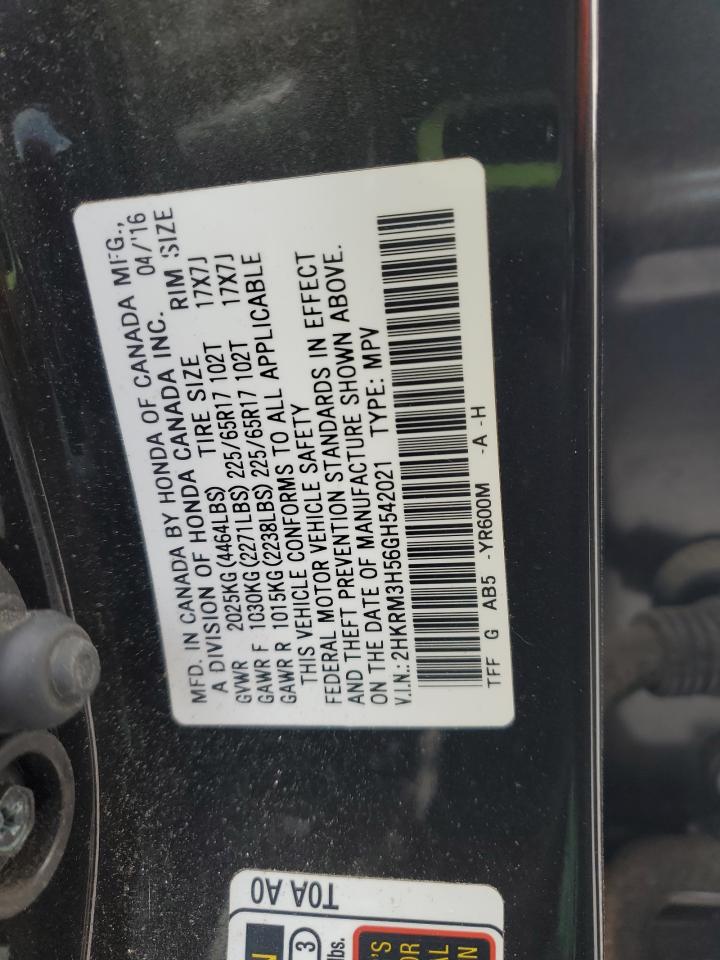 MFD. IN CANADA BY HONDA OF CANADA MFG.,
A DIVISION OF HONDA CANADA INC. 04/'16
GVWR 2025KG(4464LBS) TIRE SIZE RIM SIZE
GAWR F 1030KG(2271LBS) 225/65R17 102T 17X7J
GAWR R 1015KG(2238LBS) 225/65R17 102T 17X7J
THIS VEHICLE CONFORMS TO ALL APPLICABLE
FEDERAL MOTOR VEHICLE SAFETY
AND THEFT PREVENTION STANDARDS IN EFFECT
ON THE DATE OF MANUFACTURE SHOWN ABOVE.
V.I.N.:2HKRM3H56GH542021 TYPE: MPV
TFF G AB5 -YR600M -A -H
T0A A0
3
lbs.